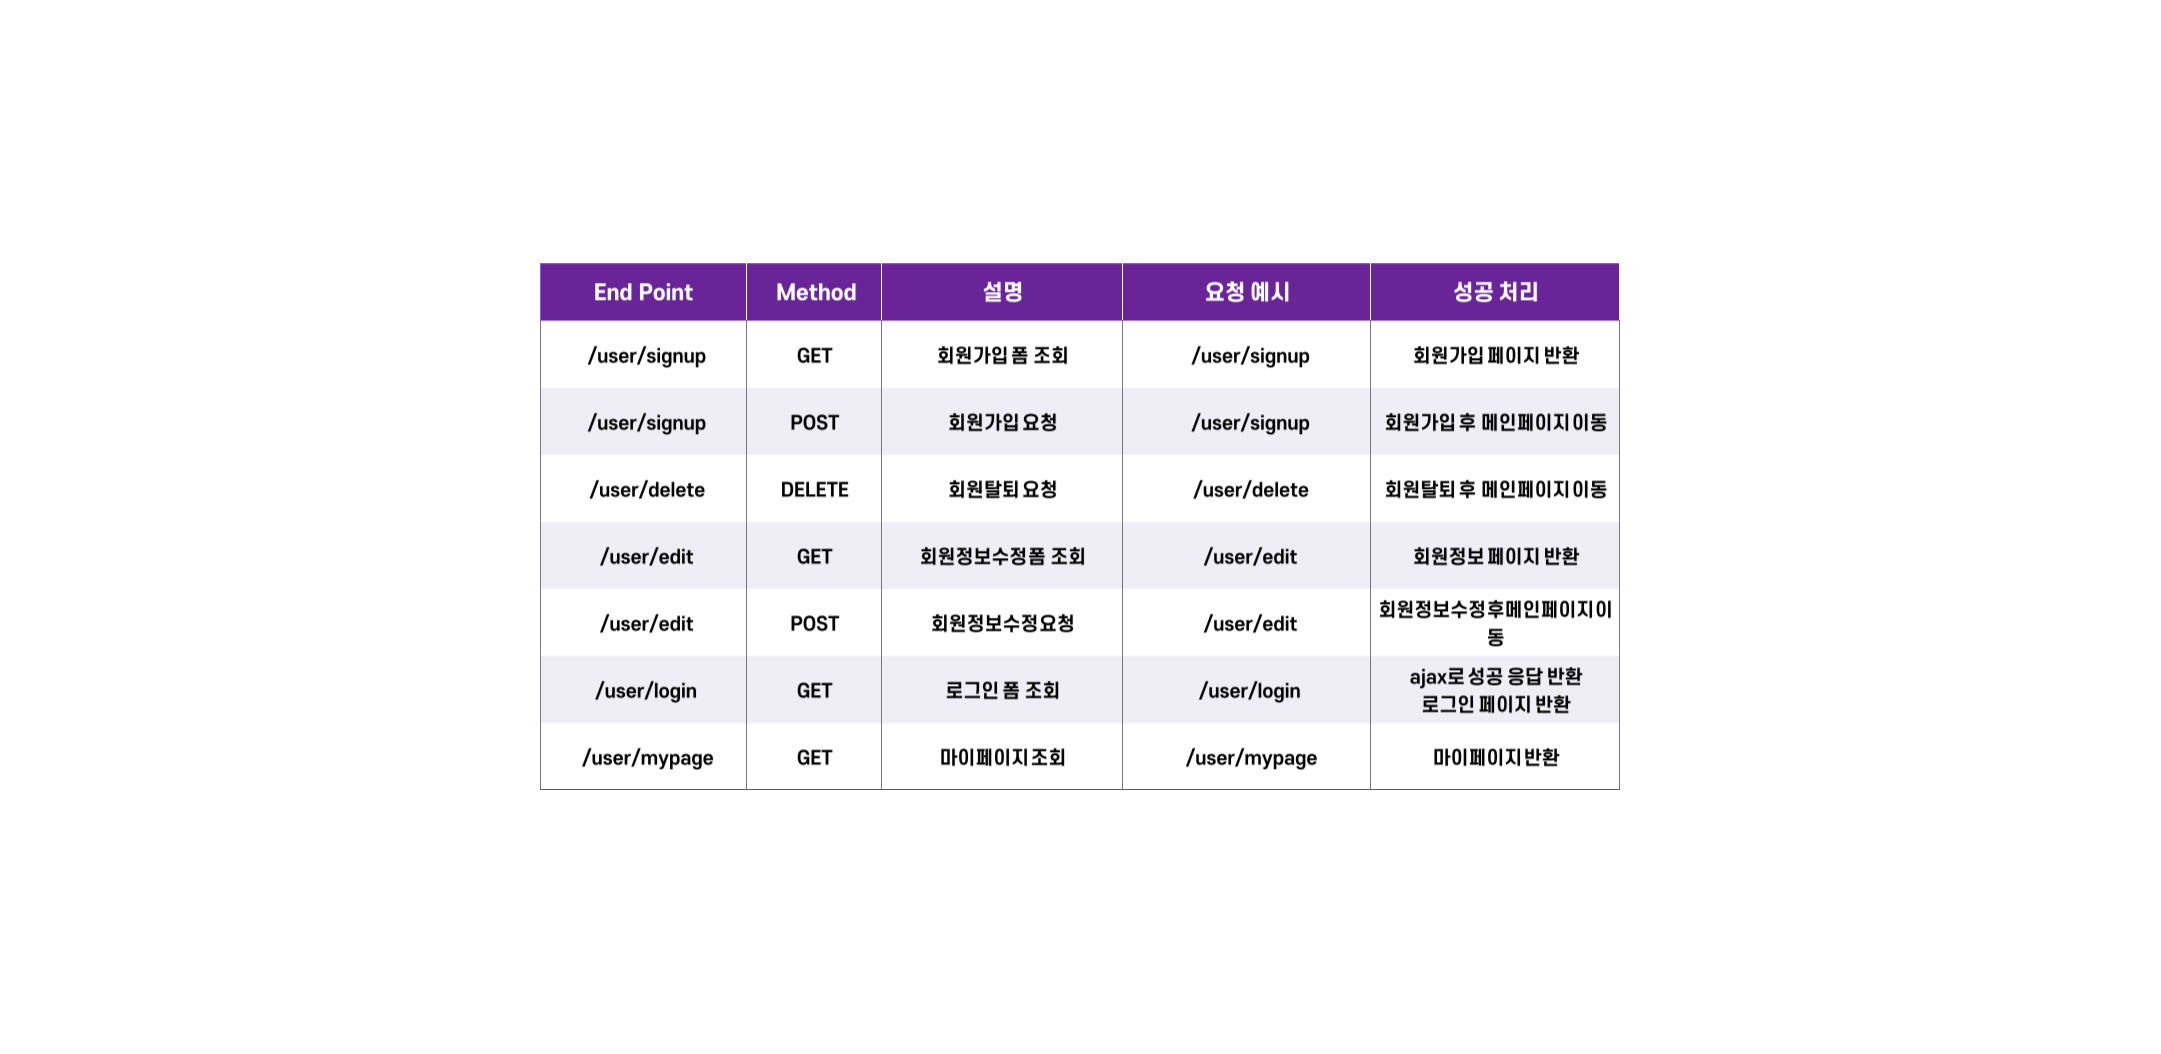 End Point Method 설명 요청 예시 성공 처리
/user/signup GET 회원가입 폼 조회 /user/signup 회원가입 페이지 반환
/user/signup POST 회원가입 요청 /user/signup 회원가입 후 메인페이지 이동
/user/delete DELETE 회원탈퇴 요청 /user/delete 회원탈퇴 후 메인페이지 이동
/user/edit GET 회원정보수정폼 조회 /user/edit 회원정보 페이지 반환
/user/edit POST 회원정보수정요청 /user/edit 회원정보수정후메인페이지 이
동
/user/login GET 로그인 폼 조회 /user/login ajax로 성공 응답 반환
로그인 페이지 반환
/user/mypage GET 마이페이지 조회 /user/mypage 마이페이지 반환